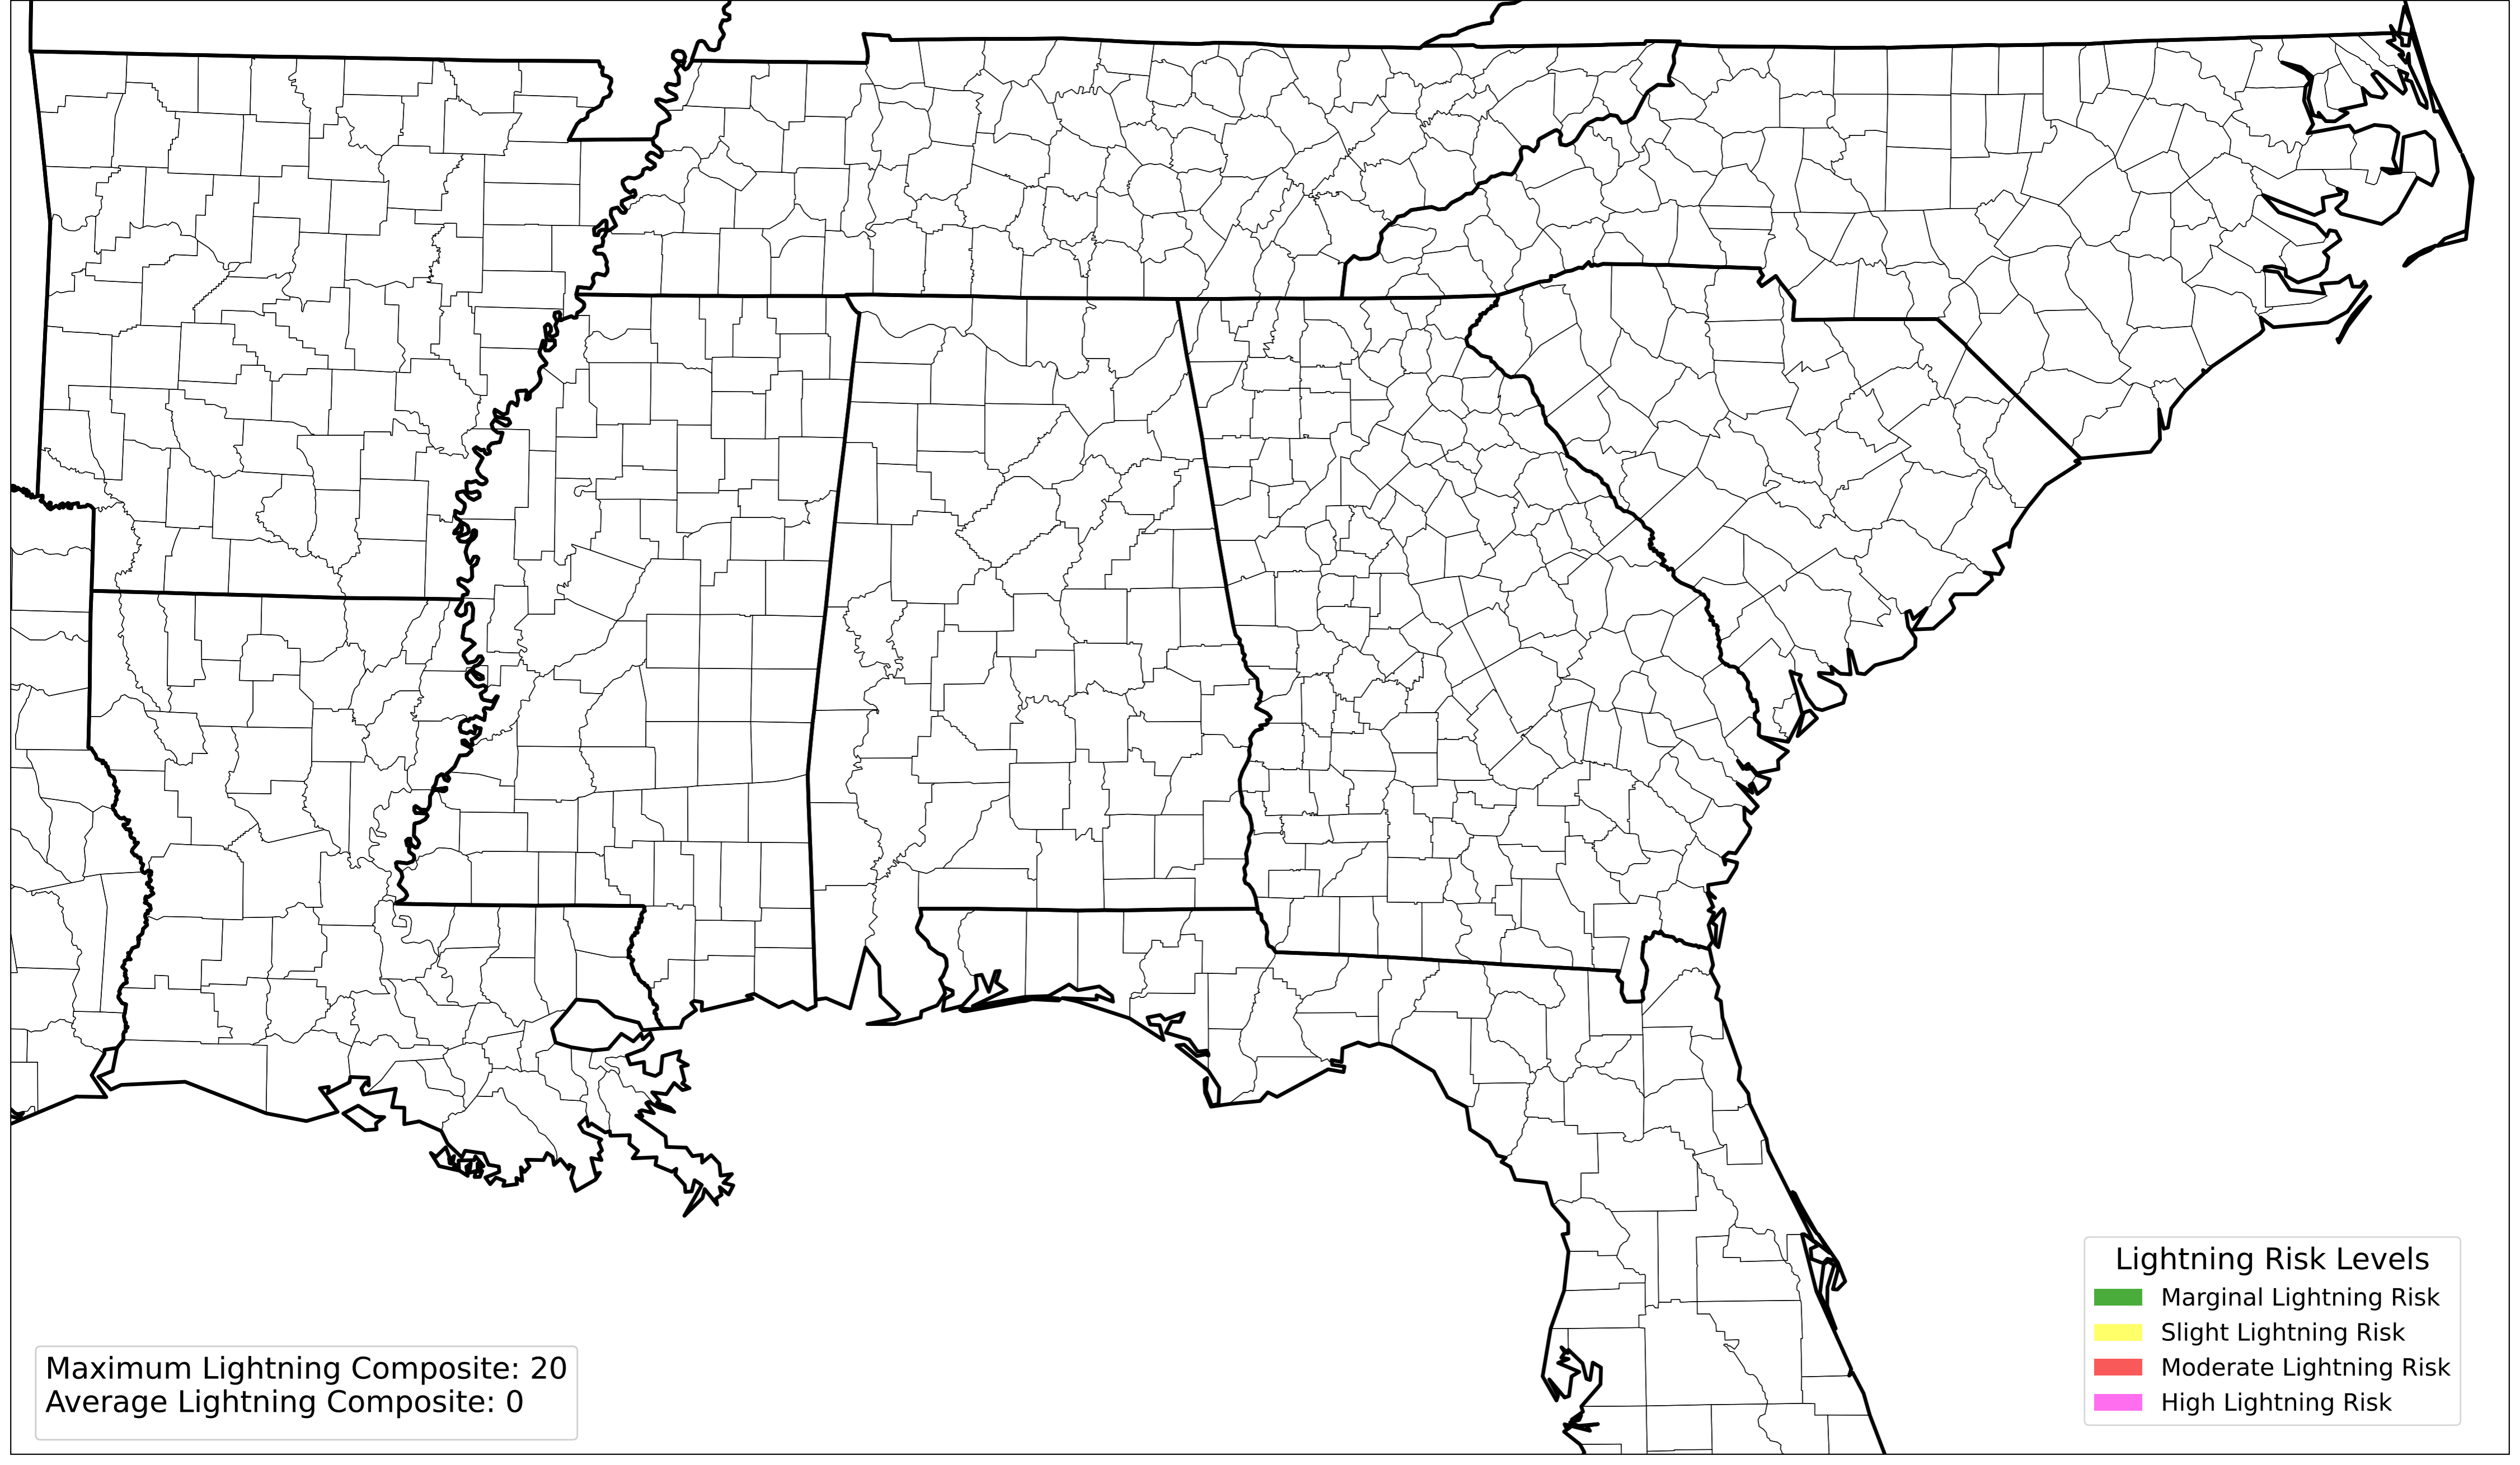 Lightning Risk Levels
Marginal Lightning Risk
Slight Lightning Risk
Moderate Lightning Risk
High Lightning Risk
Maximum Lightning Composite: 20
Average Lightning Composite: 0